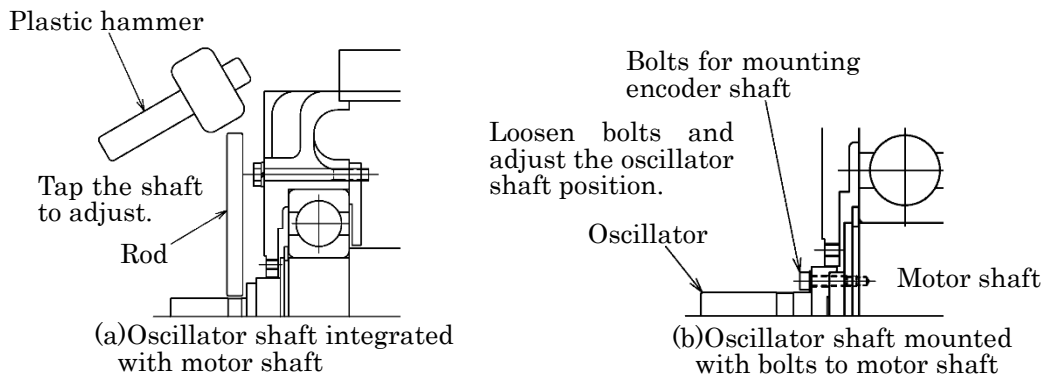 Plastic hammer
Tap the shaft
to adjust.
Rod
(a)Oscillator shaft integrated
with motor shaft
Bolts for mounting
encoder shaft
Loosen bolts and
adjust the oscillator
shaft position.
Oscillator
Motor shaft
(b)Oscillator shaft mounted
with bolts to motor shaft